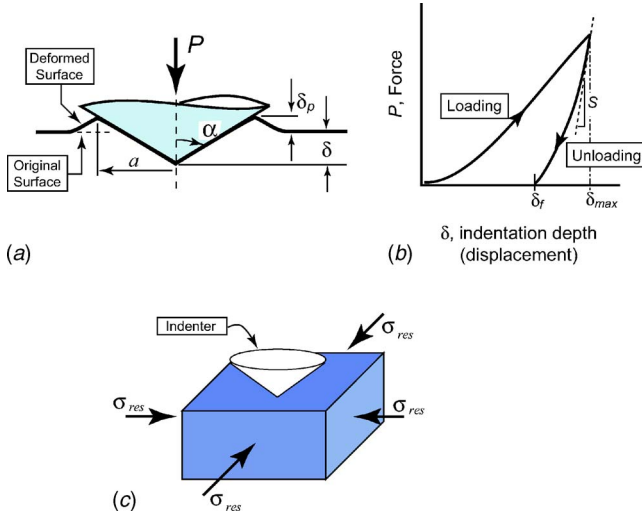 P
Deformed
Surface
δp
α
δ
Original
Surface
a
(a)
P, Force
Loading
S
Unloading
δf
δmax
δ, indentation depth
(displacement)
(b)
Indenter
σres
σres
σres
σres
(c)